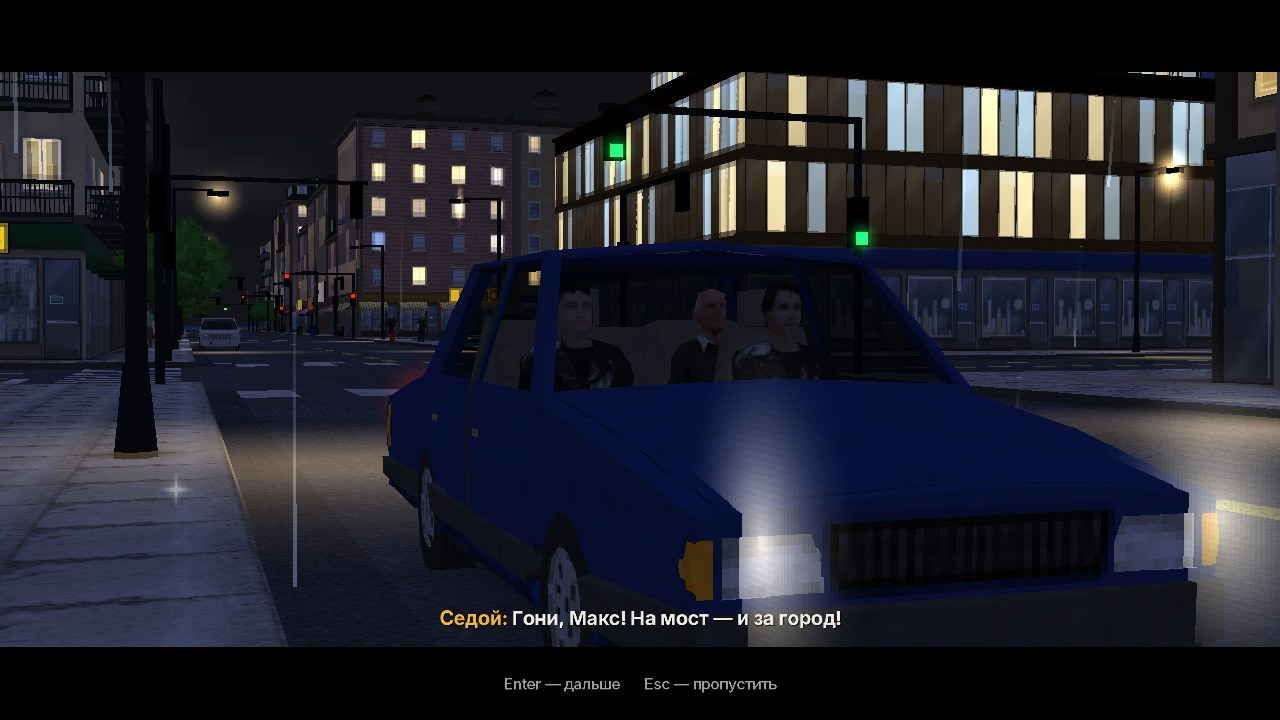 Седой: Гони, Макс! На мост — и за город!
Enter — дальше Esc — пропустить